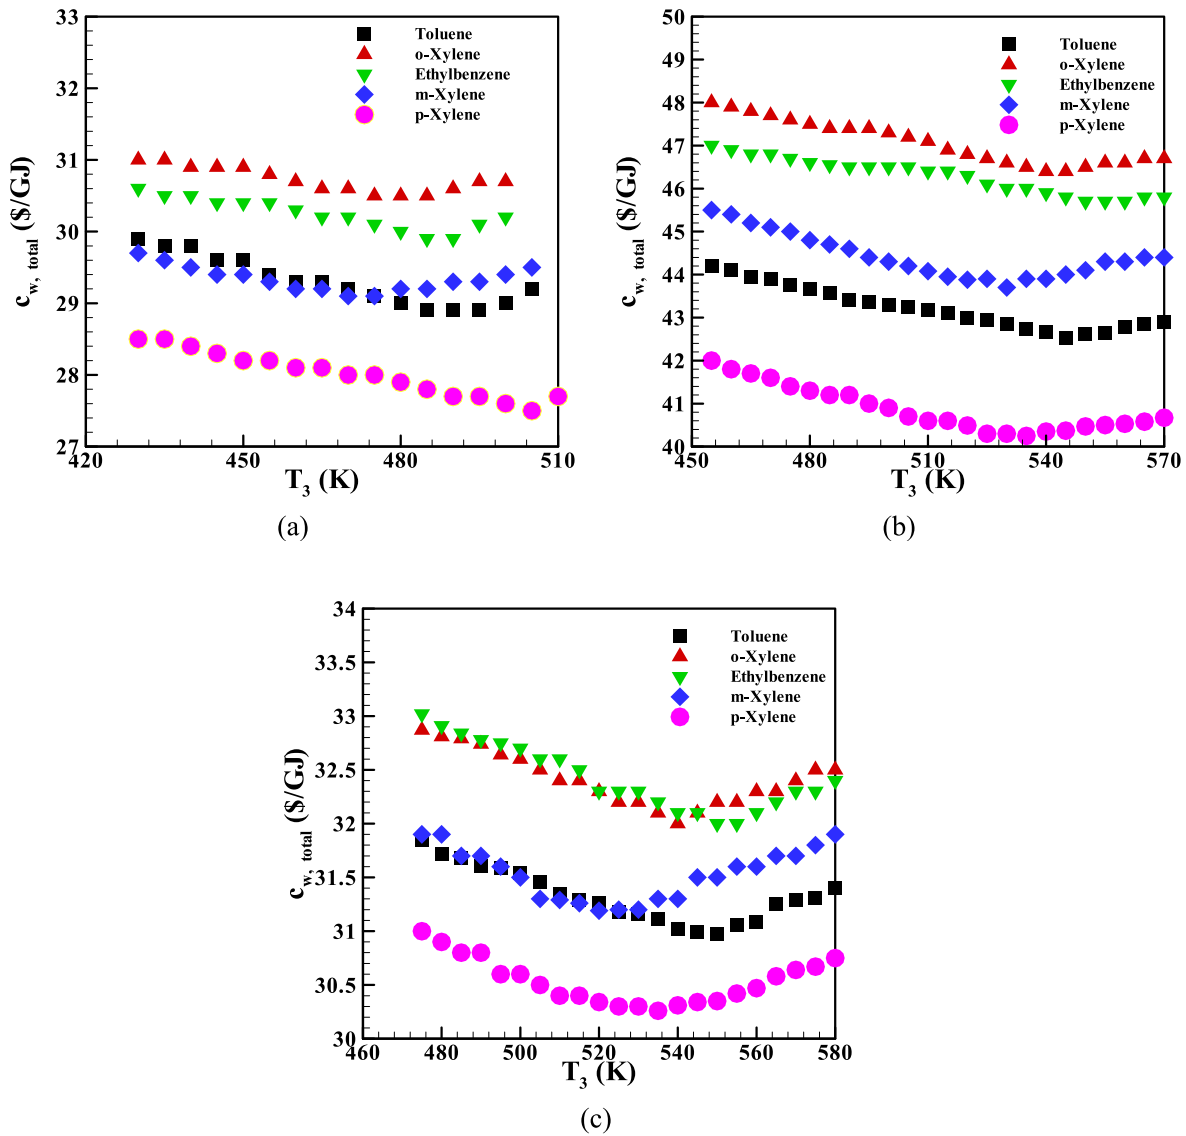 33
32
31
30
29
28
27
420
450
480
510
c_w, total ($/GJ)
T_3 (K)
Toluene
o-Xylene
Ethylbenzene
m-Xylene
p-Xylene
(a)
50
49
48
47
46
45
44
43
42
41
40
450
480
510
540
570
c_w, total ($/GJ)
T_3 (K)
Toluene
o-Xylene
Ethylbenzene
m-Xylene
p-Xylene
(b)
34
33.5
33
32.5
32
31.5
31
30.5
30
460
480
500
520
540
560
580
c_w, total ($/GJ)
T_3 (K)
Toluene
o-Xylene
Ethylbenzene
m-Xylene
p-Xylene
(c)